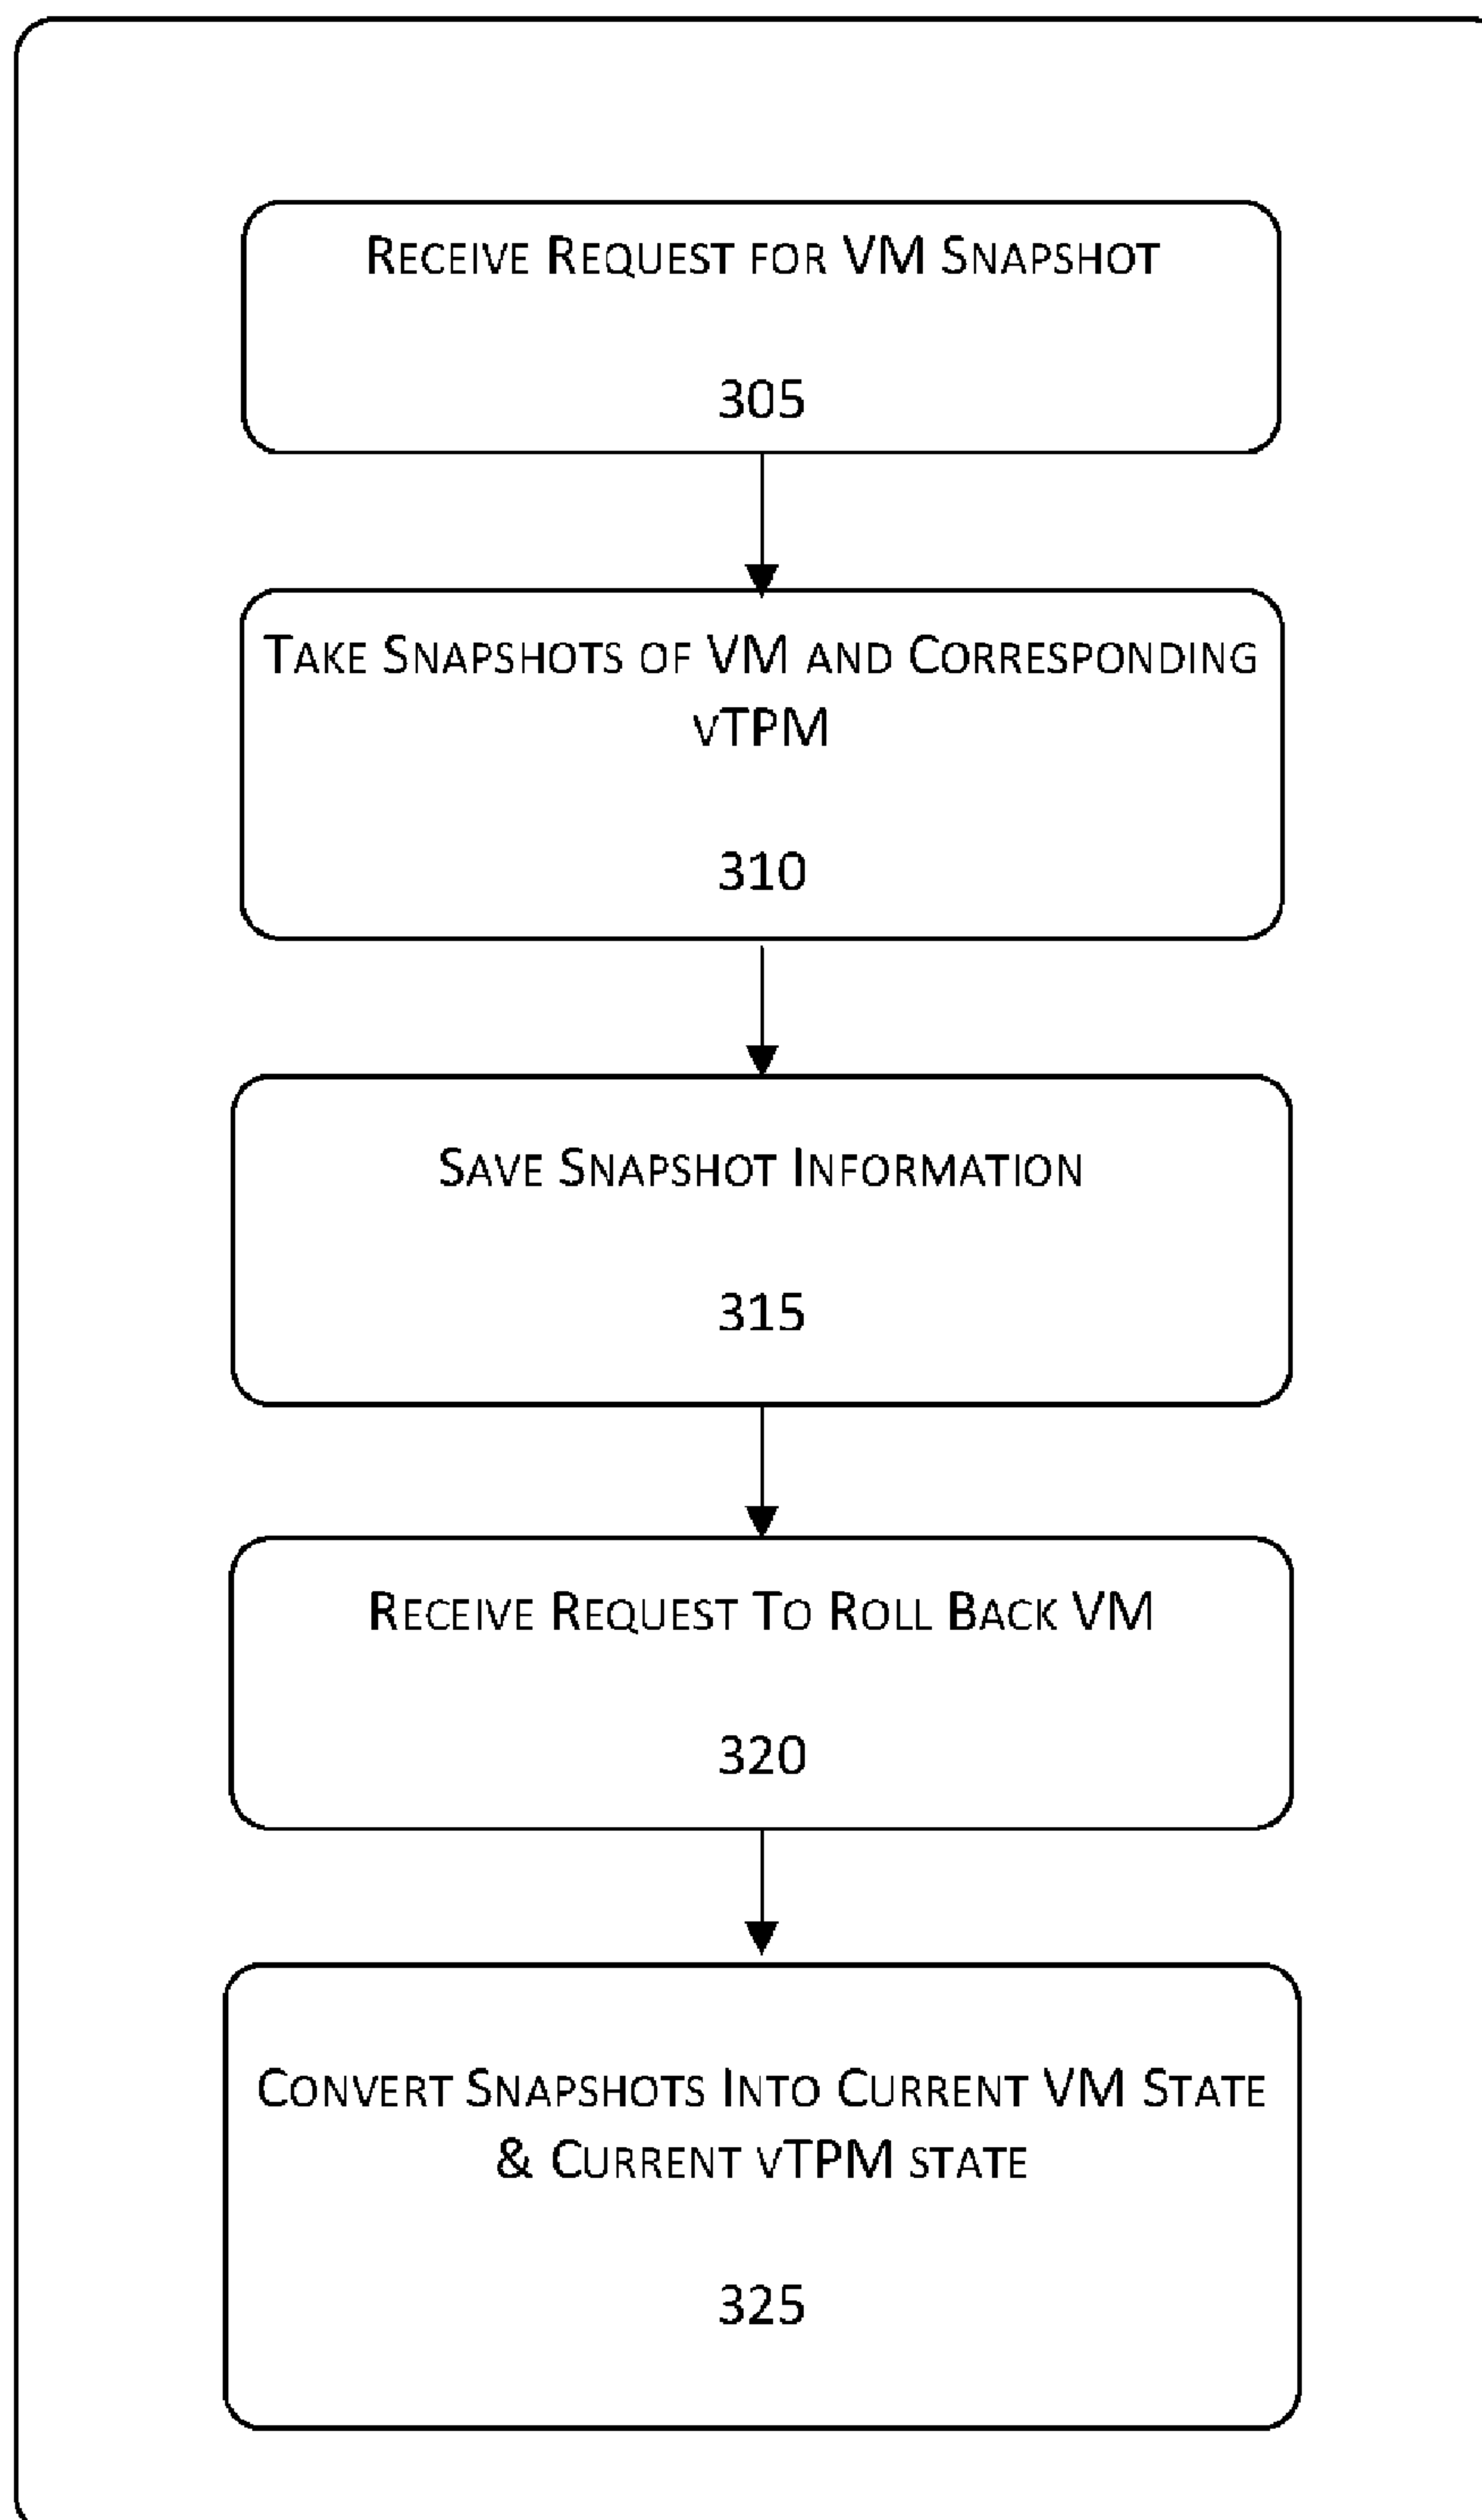 Receive Request for VM Snapshot
305
Take Snapshots of VM and Corresponding
vTPM
310
Save Snapshot Information
315
Receive Request To Roll Back VM
320
Convert Snapshots Into Current VM State
& Current vTPM state
325